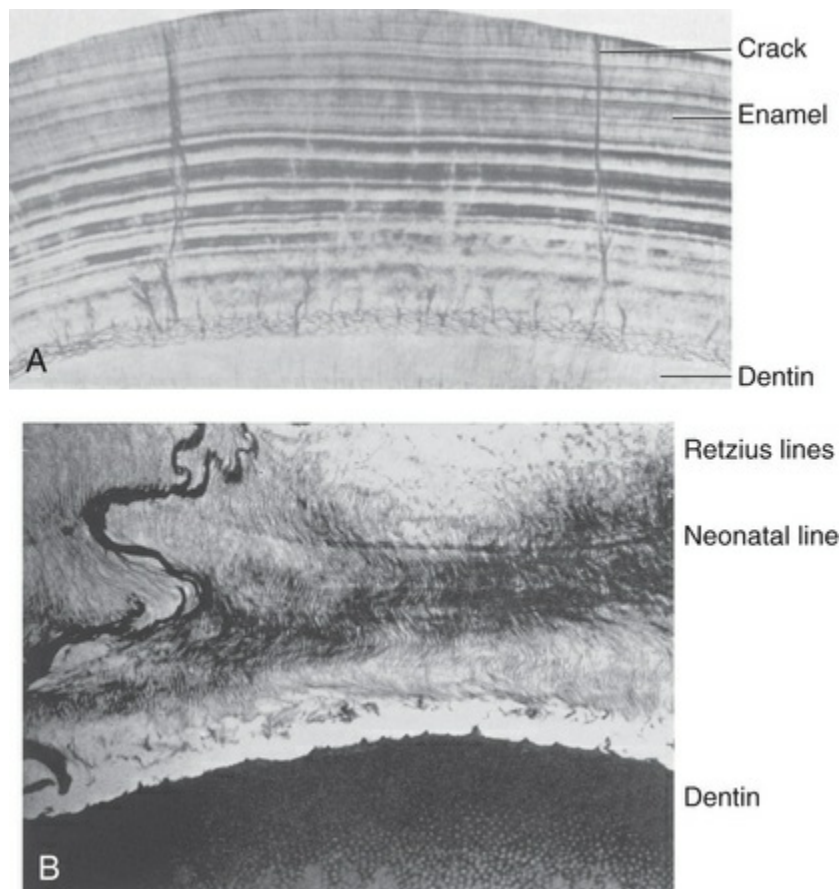 Crack
Enamel
A
Dentin
Retzius lines
Neonatal line
Dentin
B